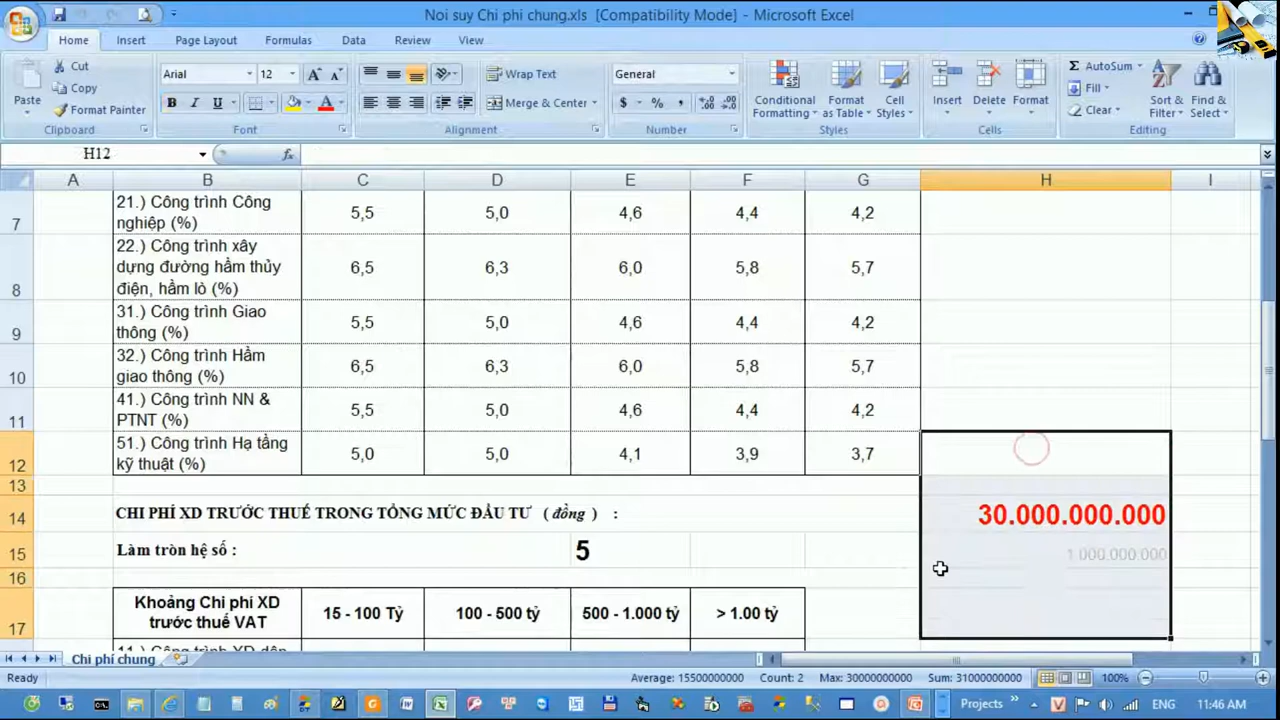 Noi suy Chi phi chung.xls [Compatibility Mode] - Microsoft Excel
Home Insert Page Layout Formulas Data Review View
Paste
Cut
Copy
Format Painter
Clipboard
Arial 12
B I U
Font
Wrap Text
Merge & Center
Alignment
General
$ % ,
Number
Conditional Formatting
Format as Table
Cell Styles
Styles
Insert Delete Format
Cells
AutoSum
Fill
Clear
Sort & Filter
Find & Select
Editing
H12
A B C D E F G H I
7 21.) Công trình Công nghiệp (%) 5,5 5,0 4,6 4,4 4,2
8 22.) Công trình xây dựng đường hầm thủy điện, hầm lò (%) 6,5 6,3 6,0 5,8 5,7
9 31.) Công trình Giao thông (%) 5,5 5,0 4,6 4,4 4,2
10 32.) Công trình Hầm giao thông (%) 6,5 6,3 6,0 5,8 5,7
11 41.) Công trình NN & PTNT (%) 5,5 5,0 4,6 4,4 4,2
12 51.) Công trình Hạ tầng kỹ thuật (%) 5,0 5,0 4,1 3,9 3,7
13
14 CHI PHÍ XD TRƯỚC THUẾ TRONG TỔNG MỨC ĐẦU TƯ ( đồng ) : 30.000.000.000
15 Làm tròn hệ số : 5 1.000.000.000
16
17 Khoảng Chi phí XD trước thuế VAT 15 - 100 Tỷ 100 - 500 tỷ 500 - 1.000 tỷ > 1.00 tỷ
11.) Công trình XD dân
Chi phí chung
Ready Average: 15500000000 Count: 2 Max: 30000000000 Sum: 31000000000 100%
Projects ENG 11:46 AM